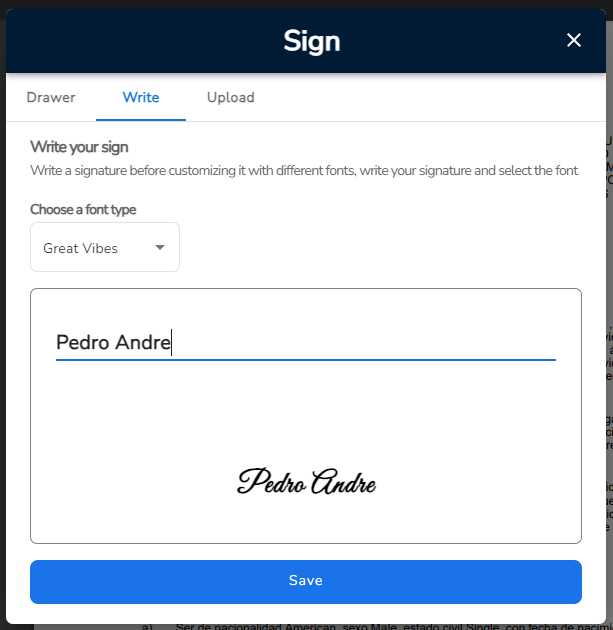 Sign
Drawer Write Upload
Write your sign
Write a signature before customizing it with different fonts, write your signature and select the font
Choose a font type
Great Vibes
Pedro Andre
Pedro Andre
Save
a) Ser de nacionalidad American, sexo Male, estado civil Single, con fecha de